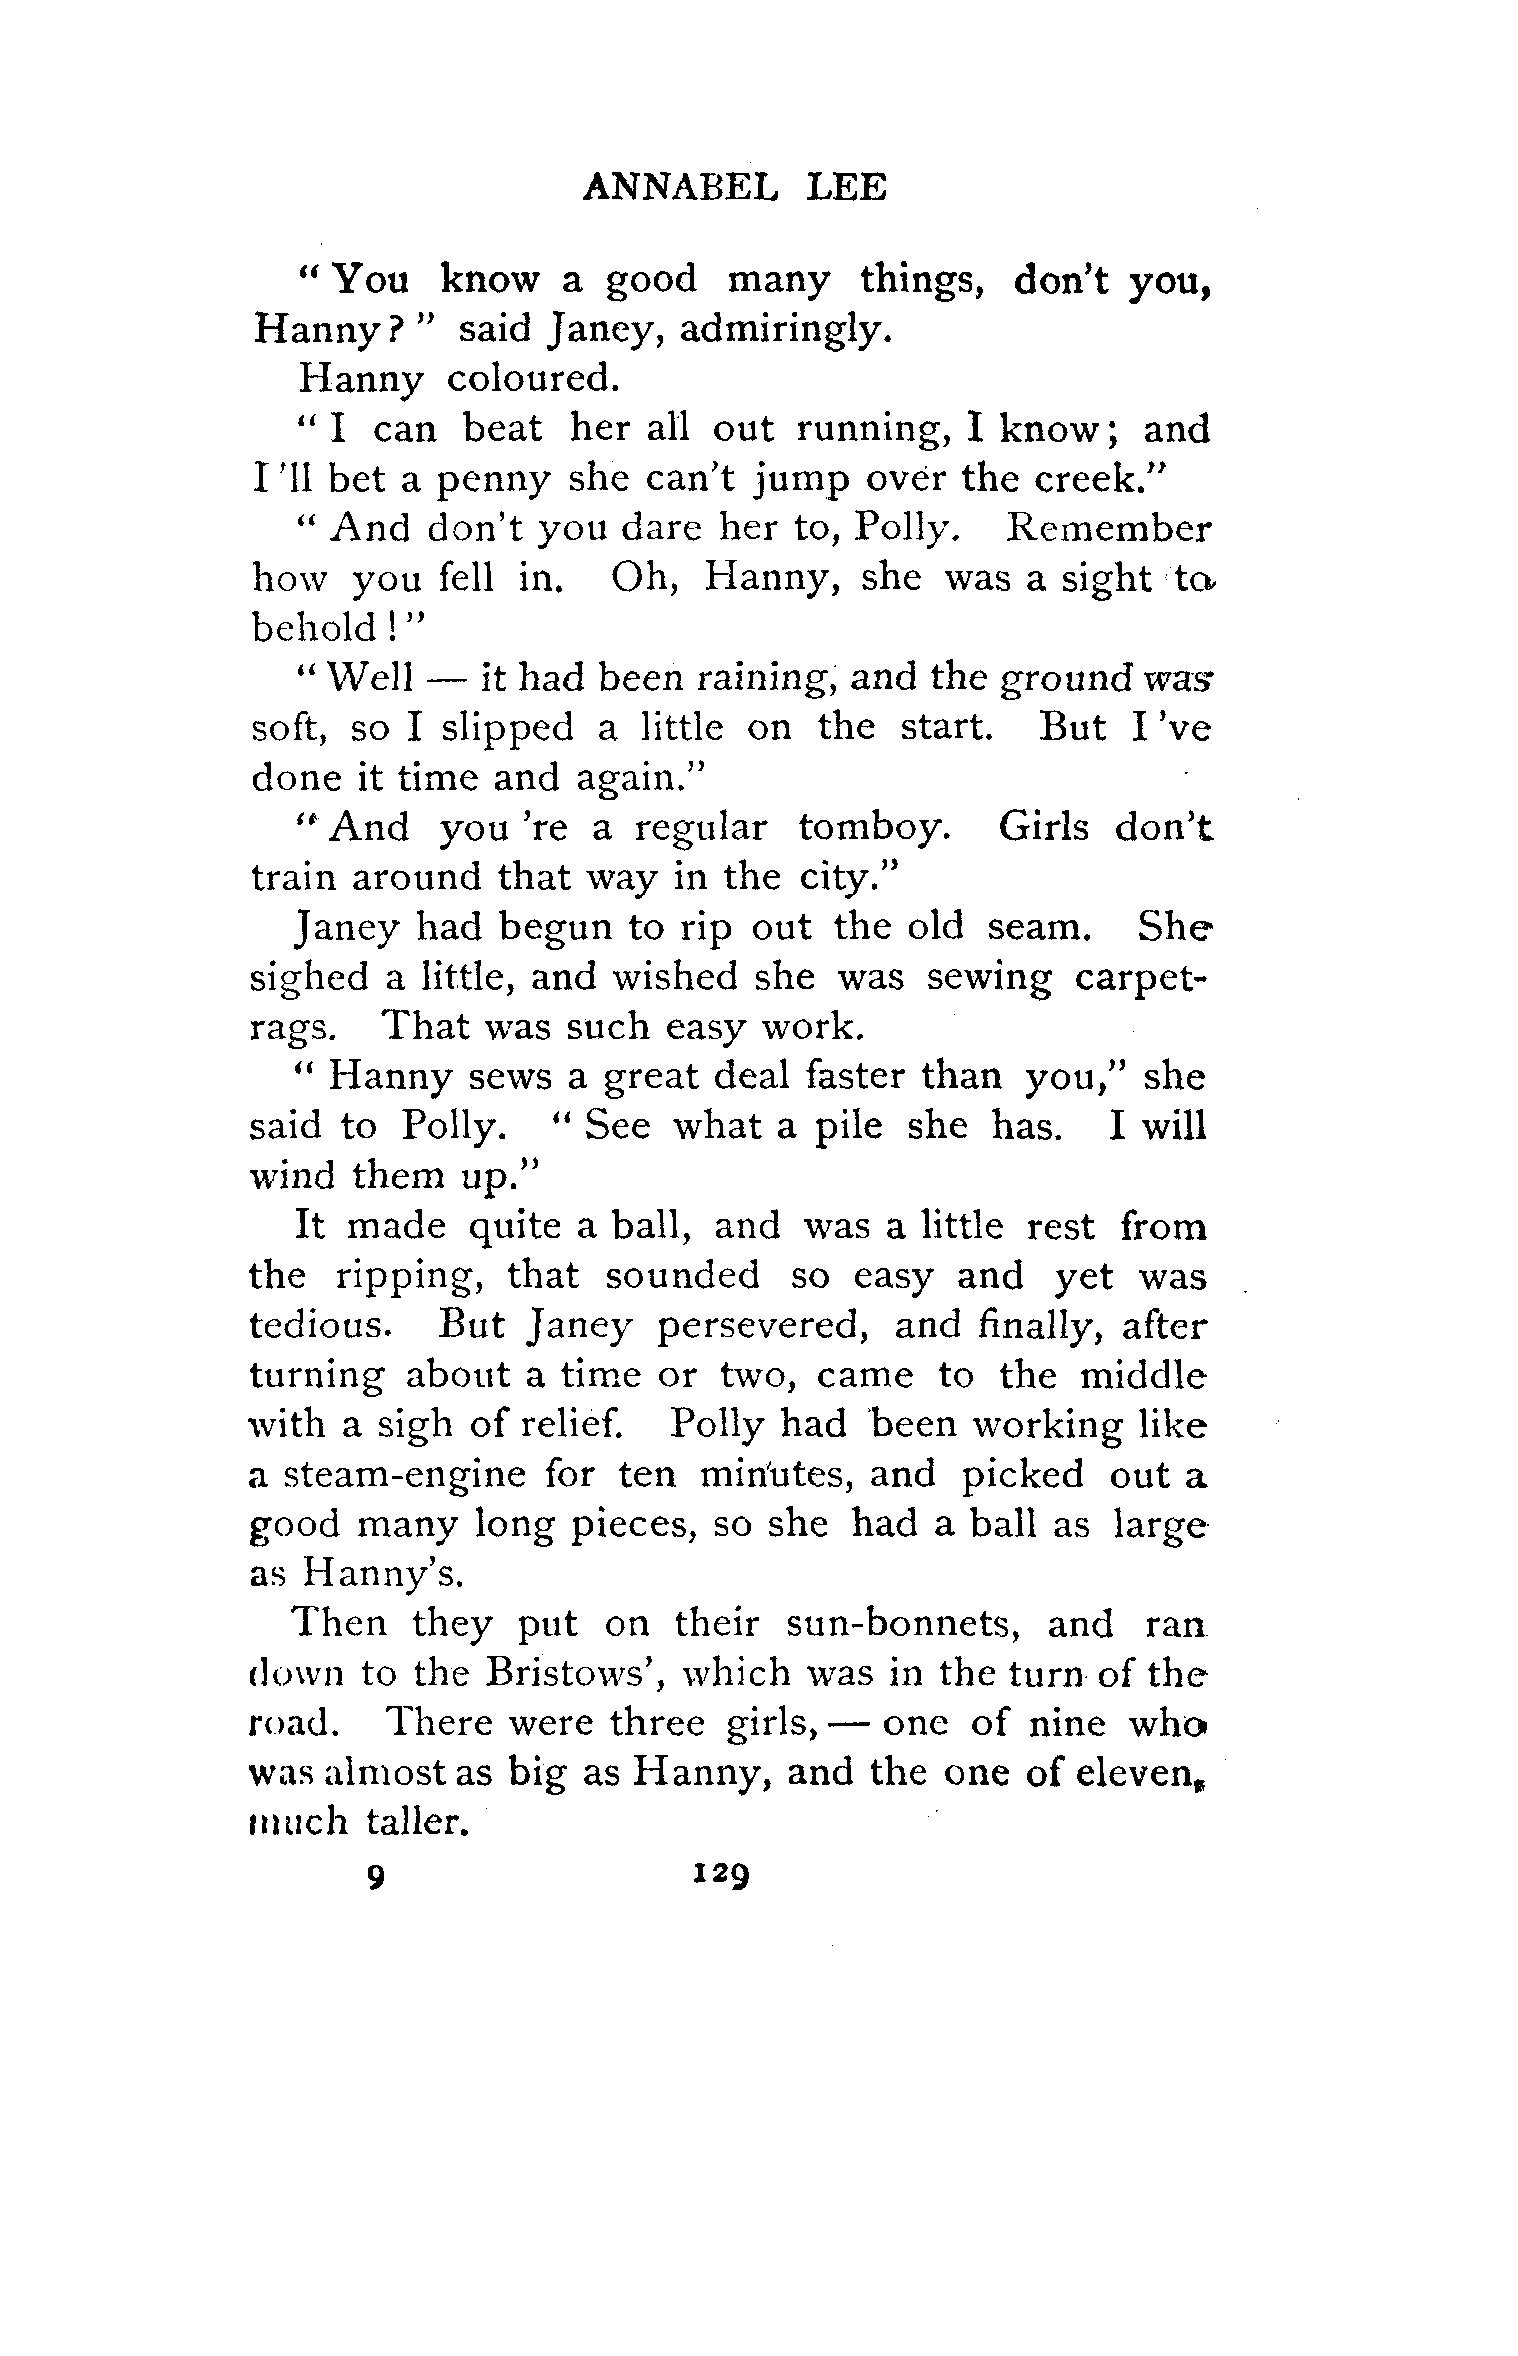 ANNABEL LEE
" You know a good many things, don't you,
Hanny? " said Janey, admiringly.
Hanny coloured.
" I can beat her all out running, I know; and
I 'll bet a penny she can't jump over the creek."
" And don't you dare her to, Polly. Remember
how you fell in. Oh, Hanny, she was a sight to
behold! "
" Well — it had been raining, and the ground was
soft, so I slipped a little on the start. But I 've
done it time and again."
" And you 're a regular tomboy. Girls don't
train around that way in the city."
Janey had begun to rip out the old seam. She
sighed a little, and wished she was sewing carpet-
rags. That was such easy work.
" Hanny sews a great deal faster than you," she
said to Polly. " See what a pile she has. I will
wind them up."
It made quite a ball, and was a little rest from
the ripping, that sounded so easy and yet was
tedious. But Janey persevered, and finally, after
turning about a time or two, came to the middle
with a sigh of relief. Polly had been working like
a steam-engine for ten minutes, and picked out a
good many long pieces, so she had a ball as large
as Hanny's.
Then they put on their sun-bonnets, and ran
down to the Bristows', which was in the turn of the
road. There were three girls, — one of nine who
was almost as big as Hanny, and the one of eleven,
much taller.
9 129